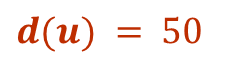 d(u) = 50